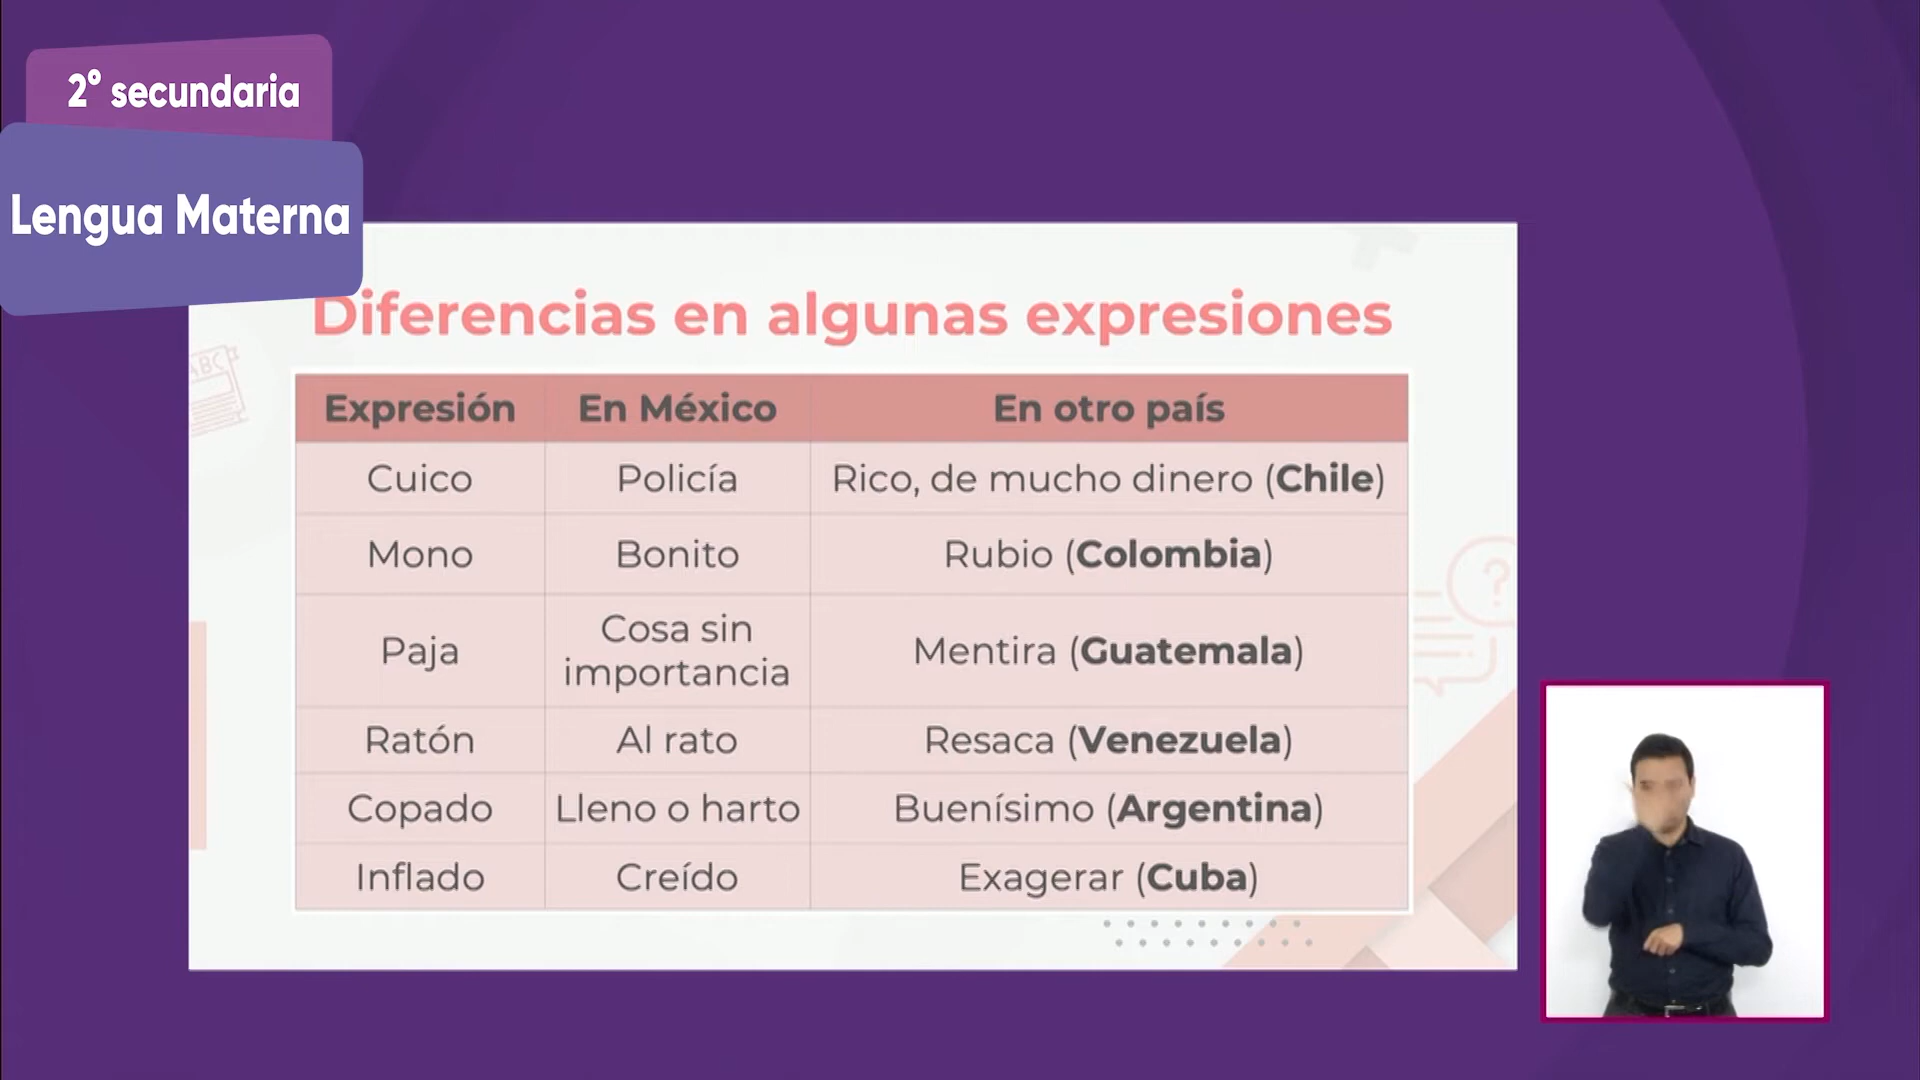 2° secundaria
Lengua Materna
Diferencias en algunas expresiones
Expresión En México En otro país
Cuico Policía Rico, de mucho dinero (Chile)
Mono Bonito Rubio (Colombia)
Paja Cosa sin importancia Mentira (Guatemala)
Ratón Al rato Resaca (Venezuela)
Copado Lleno o harto Buenísimo (Argentina)
Inflado Creído Exagerar (Cuba)
ABC
?